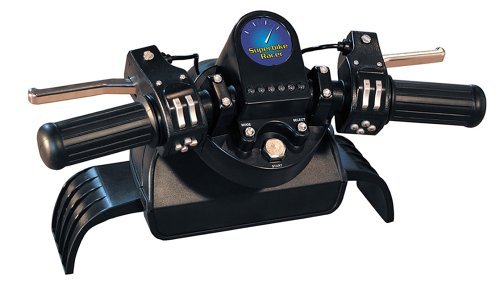 Superbike
Racer
MODE
SELECT
START